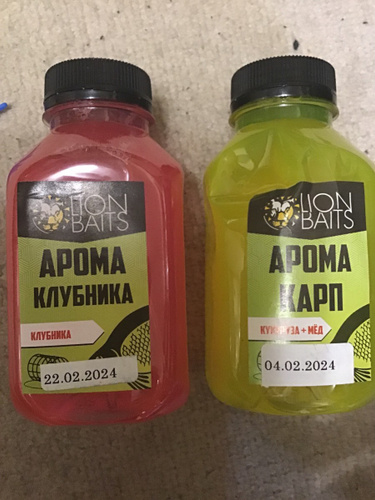 LION
BAITS
АРОМА
КЛУБНИКА
КЛУБНИКА
22.02.2024
LION
BAITS
АРОМА
КАРП
КУКУРУЗА + МЁД
04.02.2024